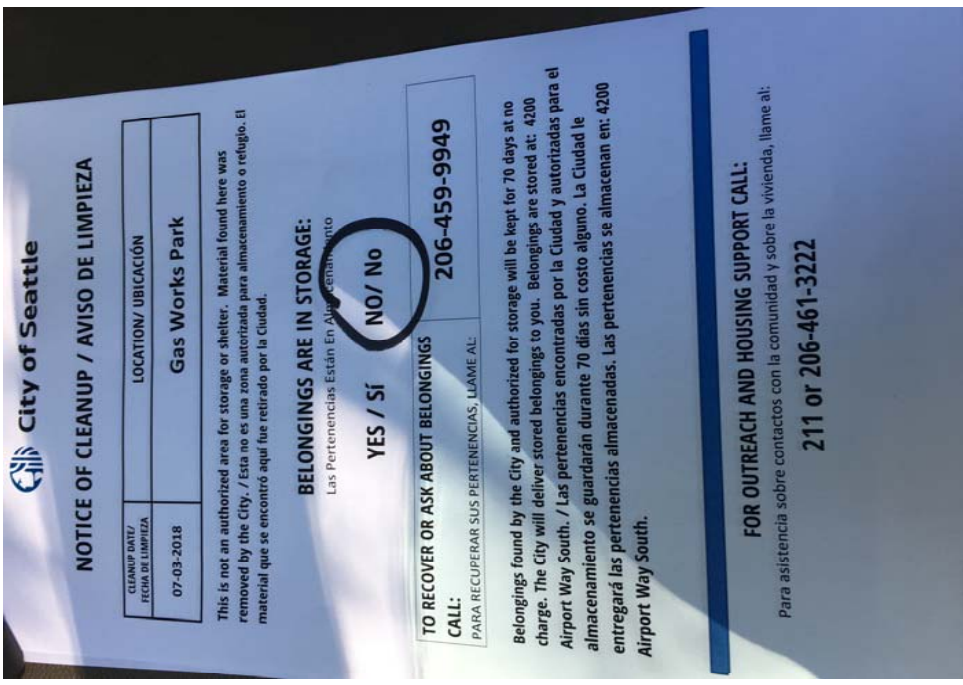 City of Seattle
NOTICE OF CLEANUP / AVISO DE LIMPIEZA
CLEANUP DATE/
FECHA DE LIMPIEZA
LOCATION/ UBICACIÓN
07-03-2018
Gas Works Park
This is not an authorized area for storage or shelter. Material found here was
removed by the City. / Esta no es una zona autorizada para almacenamiento o refugio. El
material que se encontró aquí fue retirado por la Ciudad.
BELONGINGS ARE IN STORAGE:
Las Pertenencias Están En Almacenamiento
YES / SÍ NO/ No
TO RECOVER OR ASK ABOUT BELONGINGS
CALL:
PARA RECUPERAR SUS PERTENENCIAS, LLAME AL:
206-459-9949
Belongings found by the City and authorized for storage will be kept for 70 days at no
charge. The City will deliver stored belongings to you. Belongings are stored at: 4200
Airport Way South. / Las pertenencias encontradas por la Ciudad y autorizadas para el
almacenamiento se guardarán durante 70 días sin costo alguno. La Ciudad le
entregará las pertenencias almacenadas. Las pertenencias se almacenan en: 4200
Airport Way South.
FOR OUTREACH AND HOUSING SUPPORT CALL:
Para asistencia sobre contactos con la comunidad y sobre la vivienda, llame al:
211 or 206-461-3222